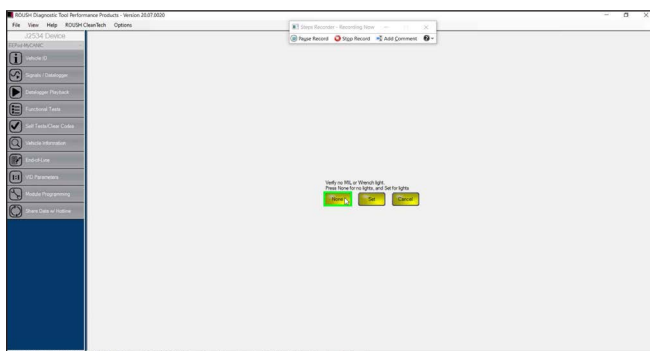 ROUSH Diagnostic Tool Performance Products - Version 20.07.0020
File View Help ROUSH CleanTech Options
Steps Recorder - Recording Now
Pause Record Stop Record Add Comment
J2534 Device
Vehicle ID
Signals / Datalogger
Datalogger Playback
Functional Tests
Self Tests/Clear Codes
Vehicle Information
End-of-Line
VID Parameters
Module Programming
Share Data or Hotline
Verify no MIL or Wrench light.
Press None for no lights, and Set for lights
None Set Cancel